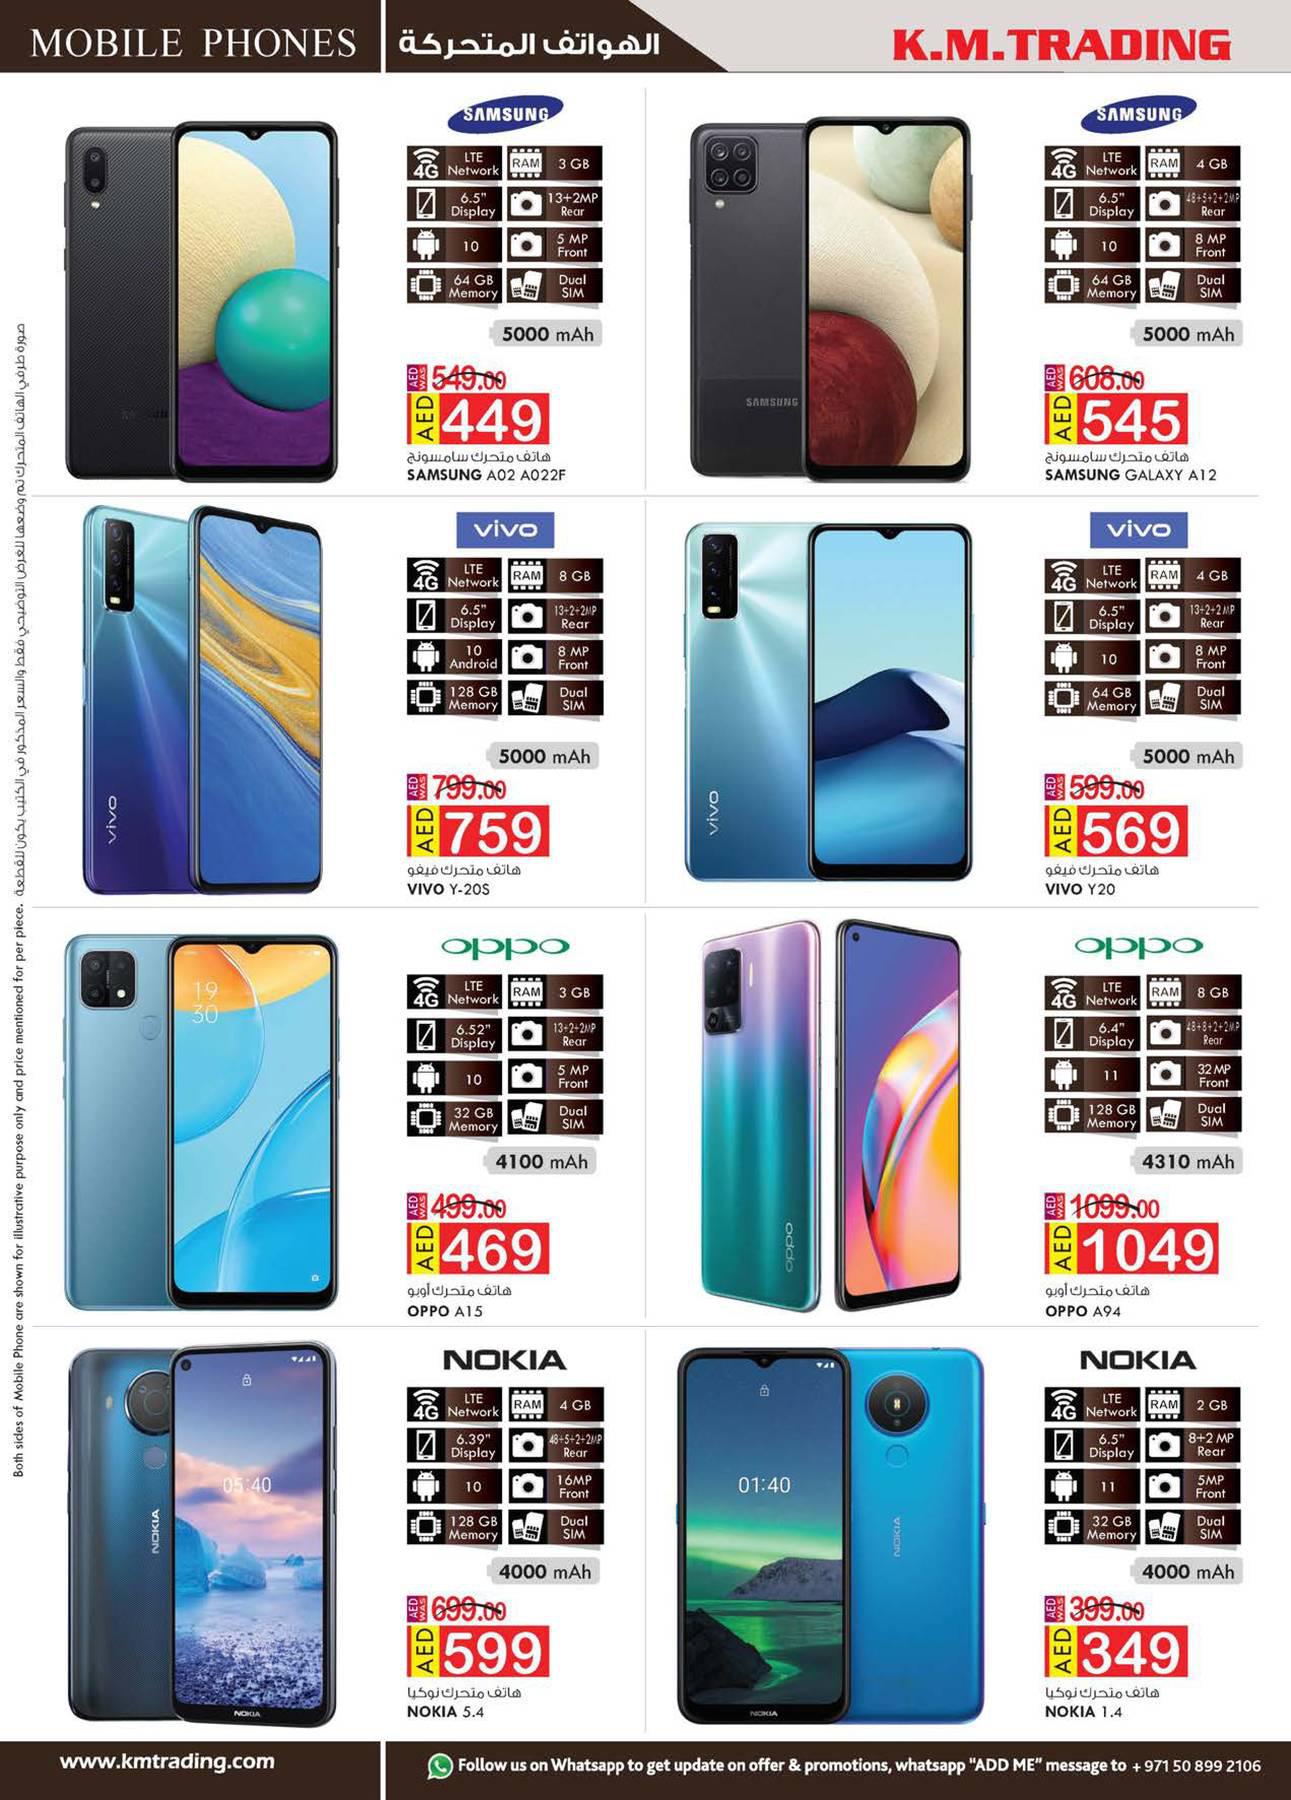 MOBILE PHONES
الهواتف المتحركة
K.M.TRADING
SAMSUNG
4G LTE Network
RAM 3 GB
6.5" Display
13+2MP Rear
10
5 MP Front
64 GB Memory
Dual SIM
5000 mAh
AED WAS 549.00
AED 449
هاتف متحرك سامسونج
SAMSUNG A02 A022F
SAMSUNG
SAMSUNG
4G LTE Network
RAM 4 GB
6.5" Display
48+5+2+2MP Rear
10
8 MP Front
64 GB Memory
Dual SIM
5000 mAh
AED WAS 608.00
AED 545
هاتف متحرك سامسونج
SAMSUNG GALAXY A12
vivo
vivo
4G LTE Network
RAM 8 GB
6.5" Display
13+2+2MP Rear
10 Android
8 MP Front
128 GB Memory
Dual SIM
5000 mAh
AED WAS 799.00
AED 759
هاتف متحرك فيفو
VIVO Y-20S
vivo
vivo
4G LTE Network
RAM 4 GB
6.5" Display
13+2+2MP Rear
10
8 MP Front
64 GB Memory
Dual SIM
5000 mAh
AED WAS 599.00
AED 569
هاتف متحرك فيفو
VIVO Y20
19
30
oppo
4G LTE Network
RAM 3 GB
6.52" Display
13+2+2MP Rear
10
5 MP Front
32 GB Memory
Dual SIM
4100 mAh
AED WAS 499.00
AED 469
هاتف متحرك أوبو
OPPO A15
oppo
oppo
4G LTE Network
RAM 8 GB
6.4" Display
48+8+2+2MP Rear
11
32 MP Front
128 GB Memory
Dual SIM
4310 mAh
AED WAS 1099.00
AED 1049
هاتف متحرك أوبو
OPPO A94
NOKIA
05:40
NOKIA
NOKIA
4G LTE Network
RAM 4 GB
6.39" Display
48+5+2+2MP Rear
10
16MP Front
128 GB Memory
Dual SIM
4000 mAh
AED WAS 699.00
AED 599
هاتف متحرك نوكيا
NOKIA 5.4
01:40
NOKIA
NOKIA
NOKIA
4G LTE Network
RAM 2 GB
6.5" Display
8+2 MP Rear
11
5MP Front
32 GB Memory
Dual SIM
4000 mAh
AED WAS 399.00
AED 349
هاتف متحرك نوكيا
NOKIA 1.4
Both sides of Mobile Phone are shown for illustrative purpose only and price mentioned for per piece. صورة طرفي الهاتف المتحرك تم وضعها للغرض التوضيحي فقط والسعر المذكور في الكتيب يكون للقطعة
www.kmtrading.com
Follow us on Whatsapp to get update on offer & promotions, whatsapp "ADD ME" message to + 971 50 899 2106